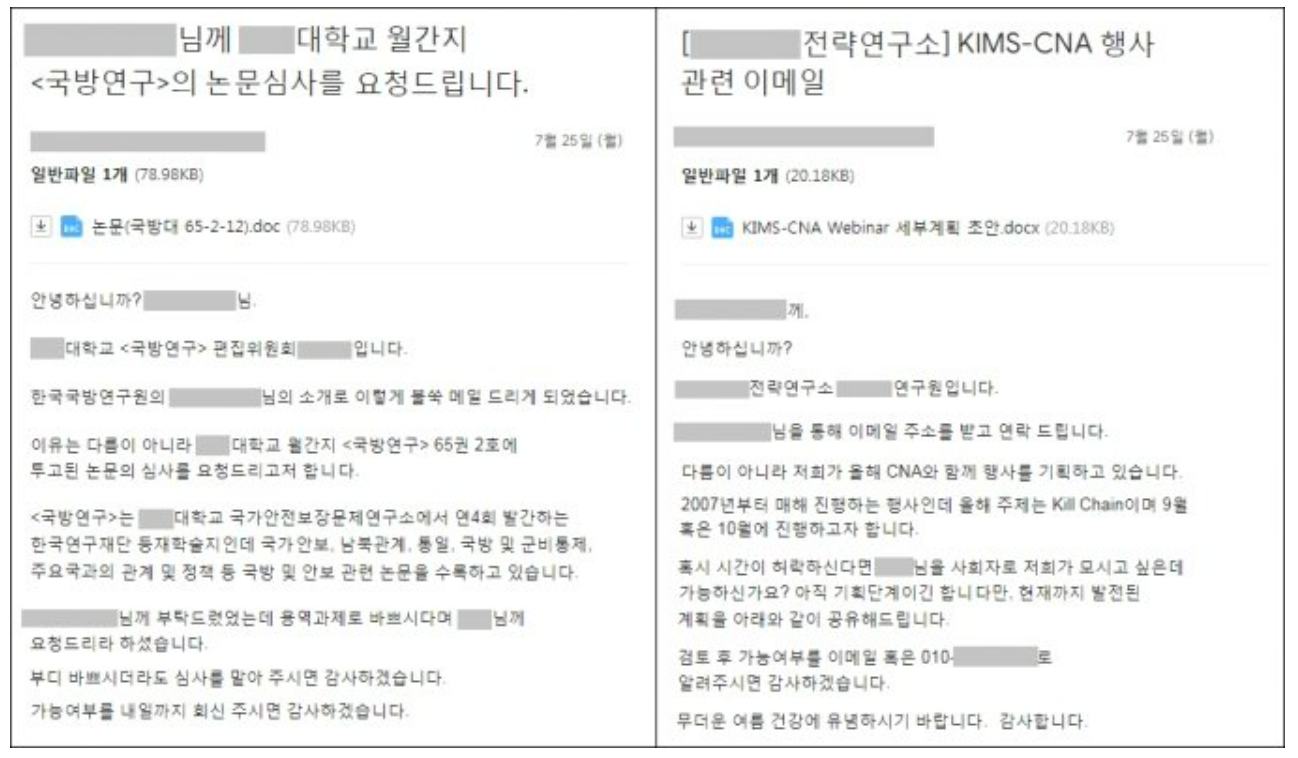 님께 대학교 월간지
<국방연구>의 논문심사를 요청드립니다.
7월 25일 (월)
일반파일 1개 (78.98KB)
논문(국방대 65-2-12).doc (78.98KB)
안녕하십니까? 님.
대학교 <국방연구> 편집위원회 입니다.
한국국방연구원의 님의 소개로 이렇게 불쑥 메일 드리게 되었습니다.
이유는 다름이 아니라 대학교 월간지 <국방연구> 65권 2호에
투고된 논문의 심사를 요청드리고저 합니다.
<국방연구>는 대학교 국가안전보장문제연구소에서 연4회 발간하는
한국연구재단 등재학술지인데 국가안보, 남북관계, 통일, 국방 및 군비통제,
주요국과의 관계 및 정책 등 국방 및 안보 관련 논문을 수록하고 있습니다.
님께 부탁드렸었는데 용역과제로 바쁘시다며 님께
요청드리라 하셨습니다.
부디 바쁘시더라도 심사를 맡아 주시면 감사하겠습니다.
가능여부를 내일까지 회신 주시면 감사하겠습니다.
[ 전략연구소] KIMS-CNA 행사
관련 이메일
7월 25일 (월)
일반파일 1개 (20.18KB)
KIMS-CNA Webinar 세부계획 초안.docx (20.18KB)
께,
안녕하십니까?
전략연구소 연구원입니다.
님을 통해 이메일 주소를 받고 연락 드립니다.
다름이 아니라 저희가 올해 CNA와 함께 행사를 기획하고 있습니다.
2007년부터 매해 진행하는 행사인데 올해 주제는 Kill Chain이며 9월
혹은 10월에 진행하고자 합니다.
혹시 시간이 허락하신다면 님을 사회자로 저희가 모시고 싶은데
가능하신가요? 아직 기획단계이긴 합니다만, 현재까지 발전된
계획을 아래와 같이 공유해드립니다.
검토 후 가능여부를 이메일 혹은 010- 로
알려주시면 감사하겠습니다.
무더운 여름 건강에 유념하시기 바랍니다. 감사합니다.